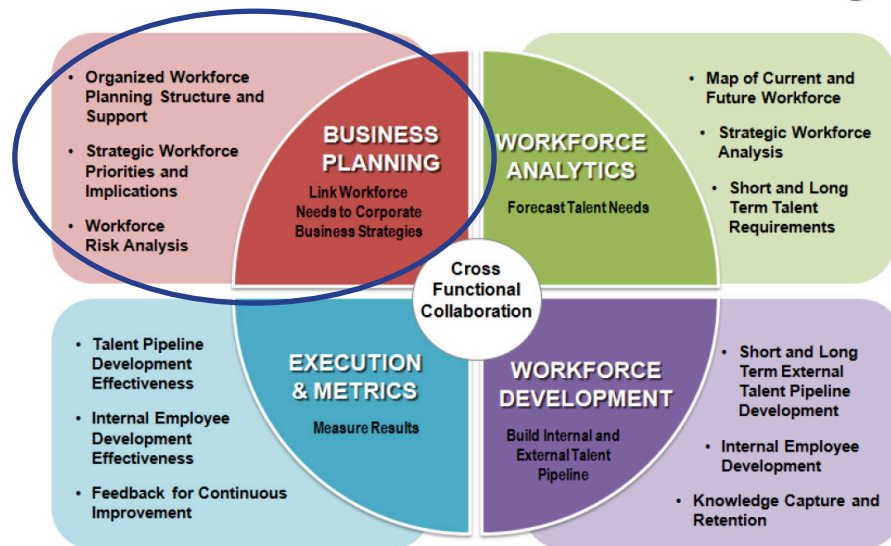 • Organized Workforce
Planning Structure and
Support
• Strategic Workforce
Priorities and
Implications
• Workforce
Risk Analysis
BUSINESS
PLANNING
Link Workforce
Needs to Corporate
Business Strategies
WORKFORCE
ANALYTICS
Forecast Talent Needs
• Map of Current and
Future Workforce
• Strategic Workforce
Analysis
• Short and Long
Term Talent
Requirements
Cross
Functional
Collaboration
• Talent Pipeline
Development
Effectiveness
• Internal Employee
Development
Effectiveness
• Feedback for Continuous
Improvement
EXECUTION
& METRICS
Measure Results
WORKFORCE
DEVELOPMENT
Build Internal and
External Talent
Pipeline
• Short and Long
Term External
Talent Pipeline
Development
• Internal Employee
Development
• Knowledge Capture and
Retention